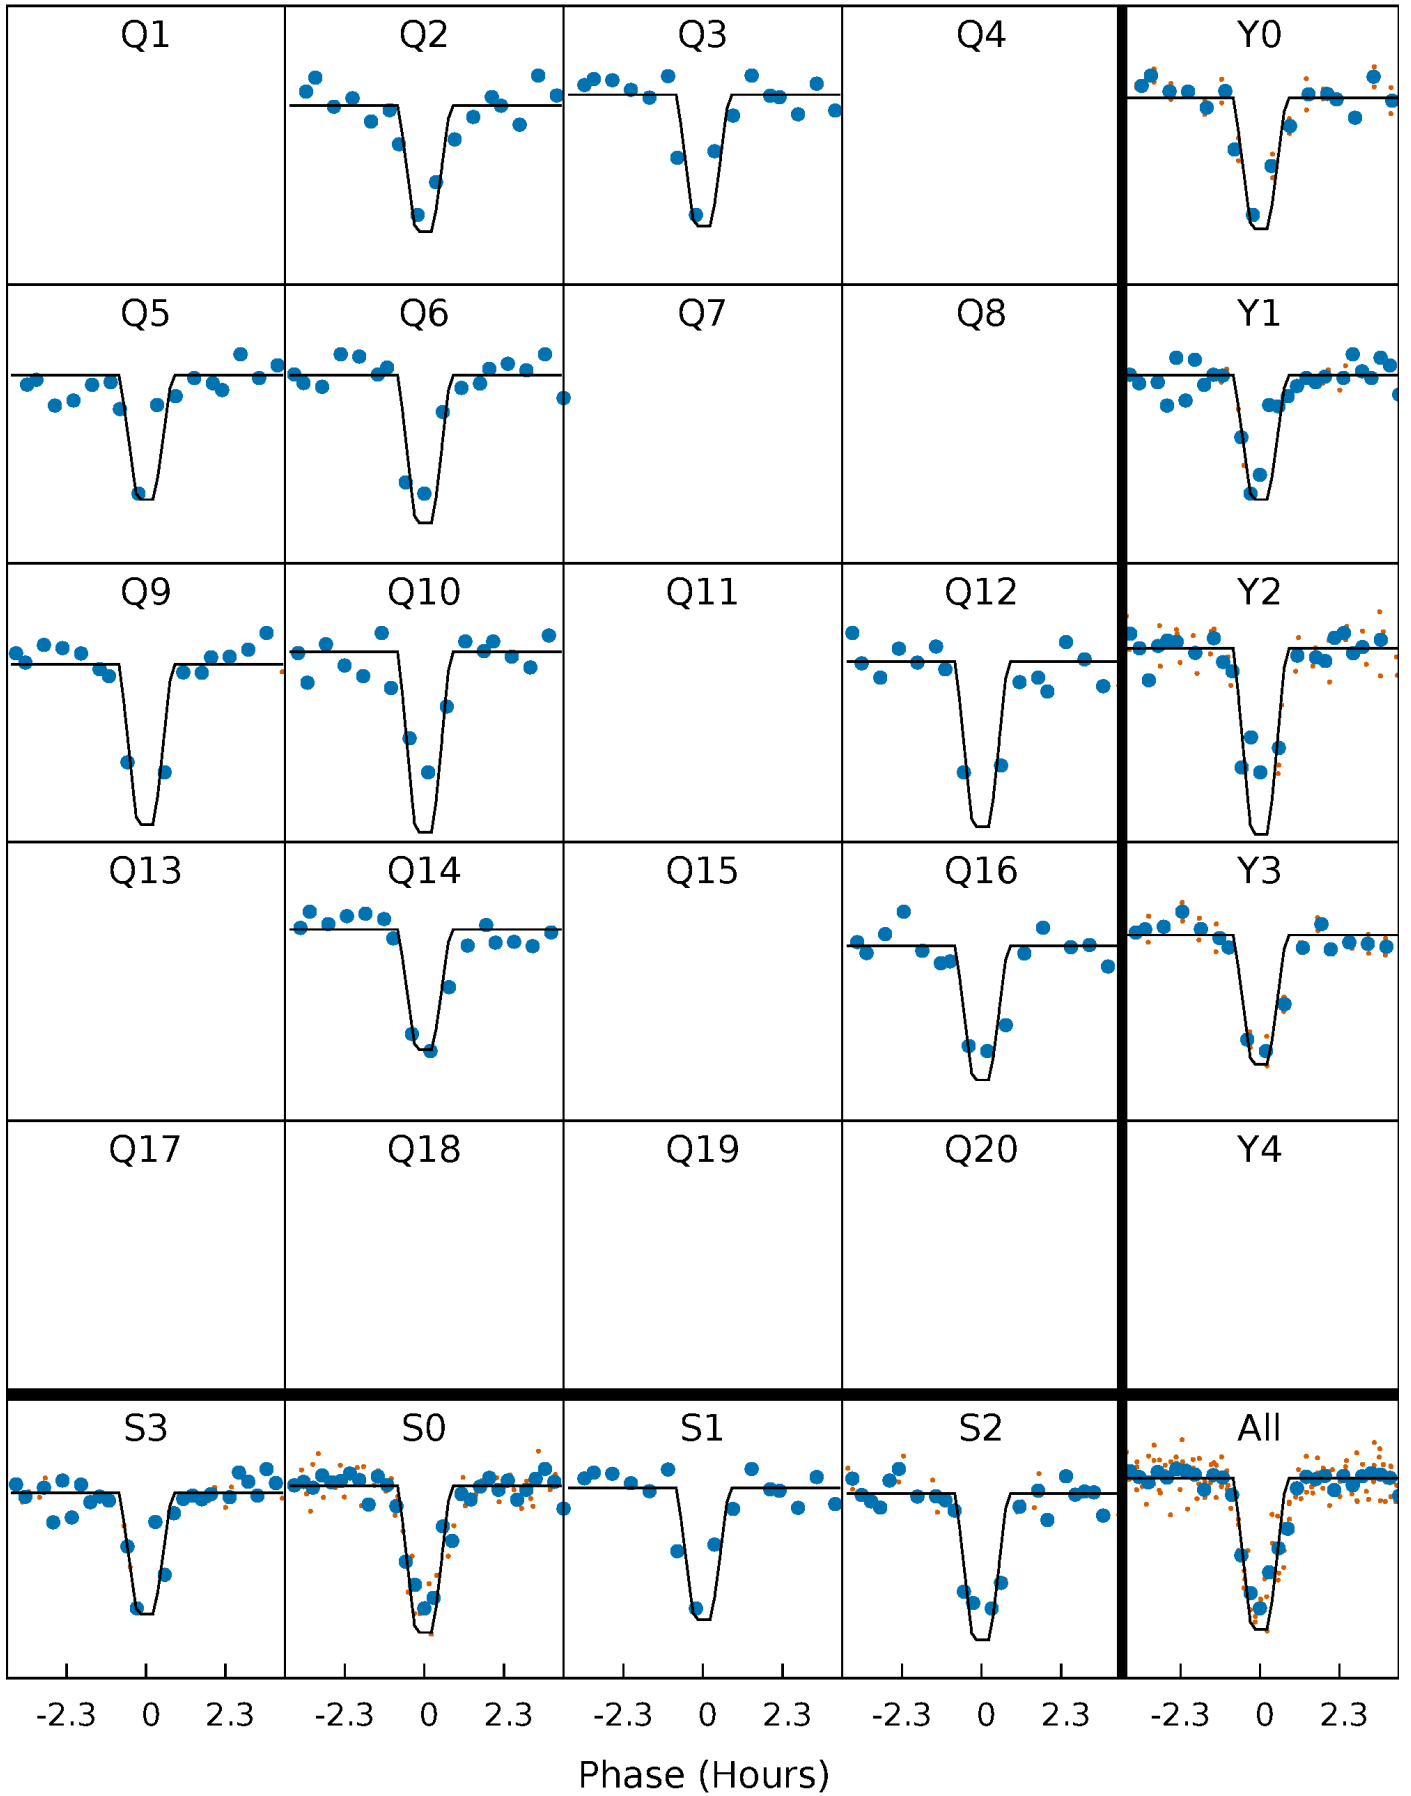 Q1 Q2 Q3 Q4 Y0
Q5 Q6 Q7 Q8 Y1
Q9 Q10 Q11 Q12 Y2
Q13 Q14 Q15 Q16 Y3
Q17 Q18 Q19 Q20 Y4
S3 S0 S1 S2 All
-2.3 0 2.3 -2.3 0 2.3 -2.3 0 2.3 -2.3 0 2.3 -2.3 0 2.3
Phase (Hours)